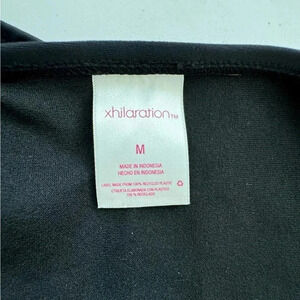 xhilaration™
M
MADE IN INDONESIA
HECHO EN INDONESIA
LABEL MADE FROM 100% RECYCLED PLASTIC
ETIQUETA ELABORADA CON PLÁSTICO
100 % RECICLADO